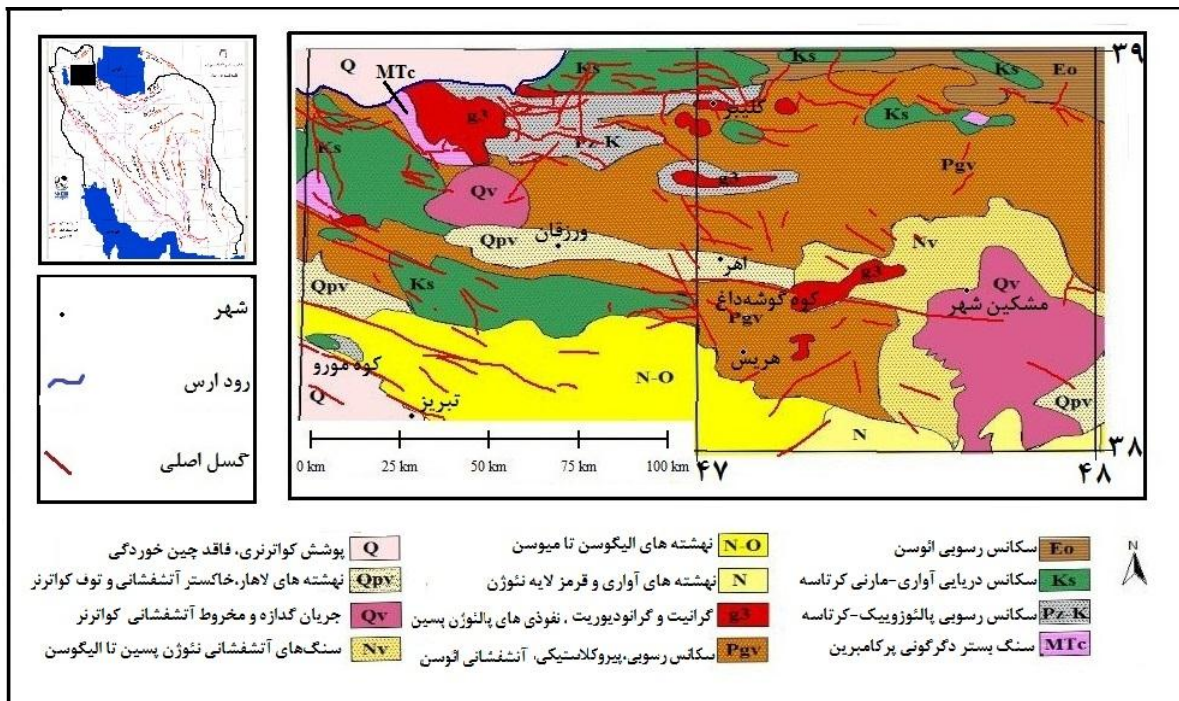 Q
MTc
Ks
Ks
Ks
Eo
۳۹
کلیبر
g3
Ks
Pz-K
Ks
Pgv
g3
Qv
Nv
ورزقان
Qpv
اهر
g3
Qv
Qpv
Ks
کوه گوشه‌داغ
مشکین شهر
Pgv
هریش
کوه مورو
N-O
Qpv
تبریز
Q
N
۳۸
0 km
25 km
50 km
75 km
100 km
۴۷
۴۸
شهر
رود ارس
گسل اصلی
Q پوشش کواترنری، فاقد چین خوردگی
Qpv نهشته های لاهار،خاکستر آتشفشانی و توف کواترنر
Qv جریان گدازه و مخروط آتشفشانی کواترنر
Nv سنگ‌های آتشفشانی نئوژن پسین تا الیگوسن
N-O نهشته های الیگوسن تا میوسن
N نهشته های آواری و قرمز لایه نئوژن
g3 گرانیت و گرانودیوریت ، نفوذی های پالئوژن پسین
Pgv سکانس رسوبی،پیروکلاستیکی، آتشفشانی ائوسن
Eo سکانس رسوبی ائوسن
Ks سکانس دریایی آواری-مارنی کرتاسه
Pz-K سکانس رسوبی پالئوزوییک-کرتاسه
MTc سنگ بستر دگرگونی پرکامبرین
N